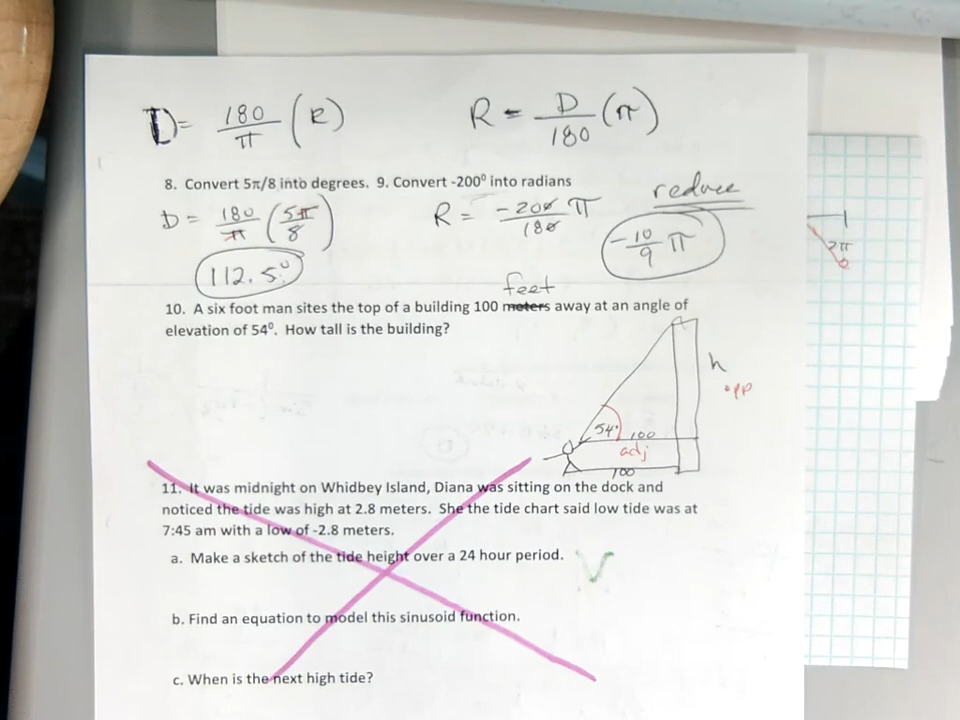 D = 180/π (R) R = D/180 (π)
8. Convert 5π/8 into degrees. 9. Convert -200⁰ into radians
reduce
D = 180/π (5π/8) R = -200/180 π -10/9 π
112.5⁰
feet
10. A six foot man sites the top of a building 100 meters away at an angle of
elevation of 54⁰. How tall is the building?
h
opp
54° 100
adj
100
11. It was midnight on Whidbey Island, Diana was sitting on the dock and
noticed the tide was high at 2.8 meters. She the tide chart said low tide was at
7:45 am with a low of -2.8 meters.
a. Make a sketch of the tide height over a 24 hour period.
b. Find an equation to model this sinusoid function.
c. When is the next high tide?
2π